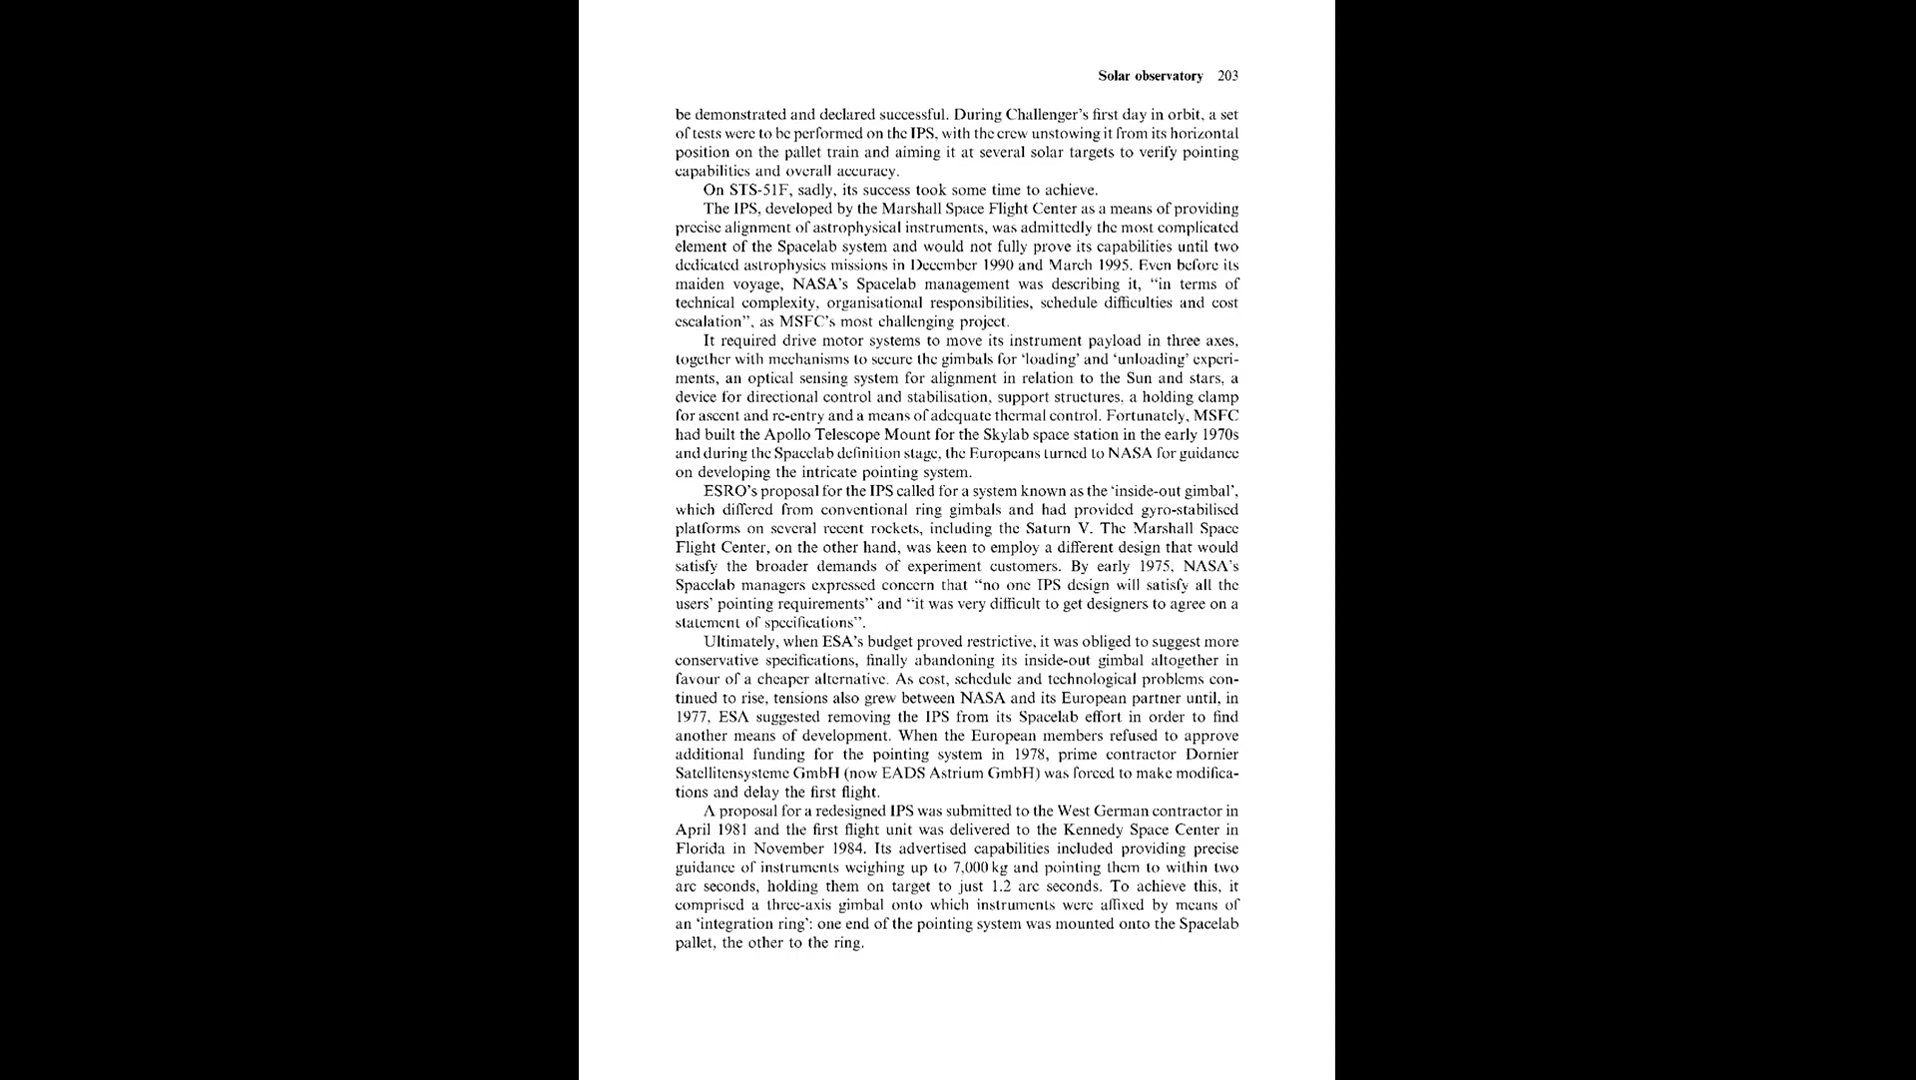 Solar observatory 203
be demonstrated and declared successful. During Challenger's first day in orbit, a set
of tests were to be performed on the IPS, with the crew unstowing it from its horizontal
position on the pallet train and aiming it at several solar targets to verify pointing
capabilities and overall accuracy.
On STS-51F, sadly, its success took some time to achieve.
The IPS, developed by the Marshall Space Flight Center as a means of providing
precise alignment of astrophysical instruments, was admittedly the most complicated
element of the Spacelab system and would not fully prove its capabilities until two
dedicated astrophysics missions in December 1990 and March 1995. Even before its
maiden voyage, NASA's Spacelab management was describing it, "in terms of
technical complexity, organisational responsibilities, schedule difficulties and cost
escalation", as MSFC's most challenging project.
It required drive motor systems to move its instrument payload in three axes,
together with mechanisms to secure the gimbals for 'loading' and 'unloading' experi-
ments, an optical sensing system for alignment in relation to the Sun and stars, a
device for directional control and stabilisation, support structures, a holding clamp
for ascent and re-entry and a means of adequate thermal control. Fortunately, MSFC
had built the Apollo Telescope Mount for the Skylab space station in the early 1970s
and during the Spacelab definition stage, the Europeans turned to NASA for guidance
on developing the intricate pointing system.
ESRO's proposal for the IPS called for a system known as the 'inside-out gimbal',
which differed from conventional ring gimbals and had provided gyro-stabilised
platforms on several recent rockets, including the Saturn V. The Marshall Space
Flight Center, on the other hand, was keen to employ a different design that would
satisfy the broader demands of experiment customers. By early 1975, NASA's
Spacelab managers expressed concern that "no one IPS design will satisfy all the
users' pointing requirements" and "it was very difficult to get designers to agree on a
statement of specifications".
Ultimately, when ESA's budget proved restrictive, it was obliged to suggest more
conservative specifications, finally abandoning its inside-out gimbal altogether in
favour of a cheaper alternative. As cost, schedule and technological problems con-
tinued to rise, tensions also grew between NASA and its European partner until, in
1977, ESA suggested removing the IPS from its Spacelab effort in order to find
another means of development. When the European members refused to approve
additional funding for the pointing system in 1978, prime contractor Dornier
Satellitensysteme GmbH (now EADS Astrium GmbH) was forced to make modifica-
tions and delay the first flight.
A proposal for a redesigned IPS was submitted to the West German contractor in
April 1981 and the first flight unit was delivered to the Kennedy Space Center in
Florida in November 1984. Its advertised capabilities included providing precise
guidance of instruments weighing up to 7,000 kg and pointing them to within two
arc seconds, holding them on target to just 1.2 arc seconds. To achieve this, it
comprised a three-axis gimbal onto which instruments were affixed by means of
an 'integration ring': one end of the pointing system was mounted onto the Spacelab
pallet, the other to the ring.